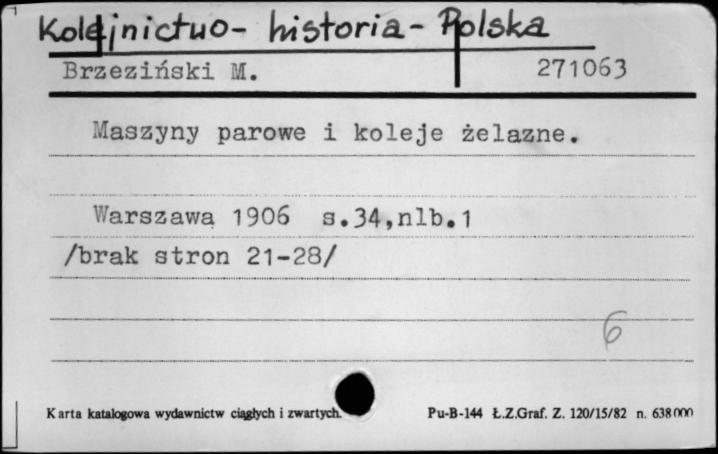 Kolejnictwo - historia - Polska
Brzeziński M. 271063
Maszyny parowe i koleje żelazne.
Warszawa 1906 s.34,nlb.1
/brak stron 21-28/
6
Karta katalogowa wydawnictw ciągłych i zwartych. Pu-B-144 Ł.Z.Graf. Z. 120/15/82 n. 638000